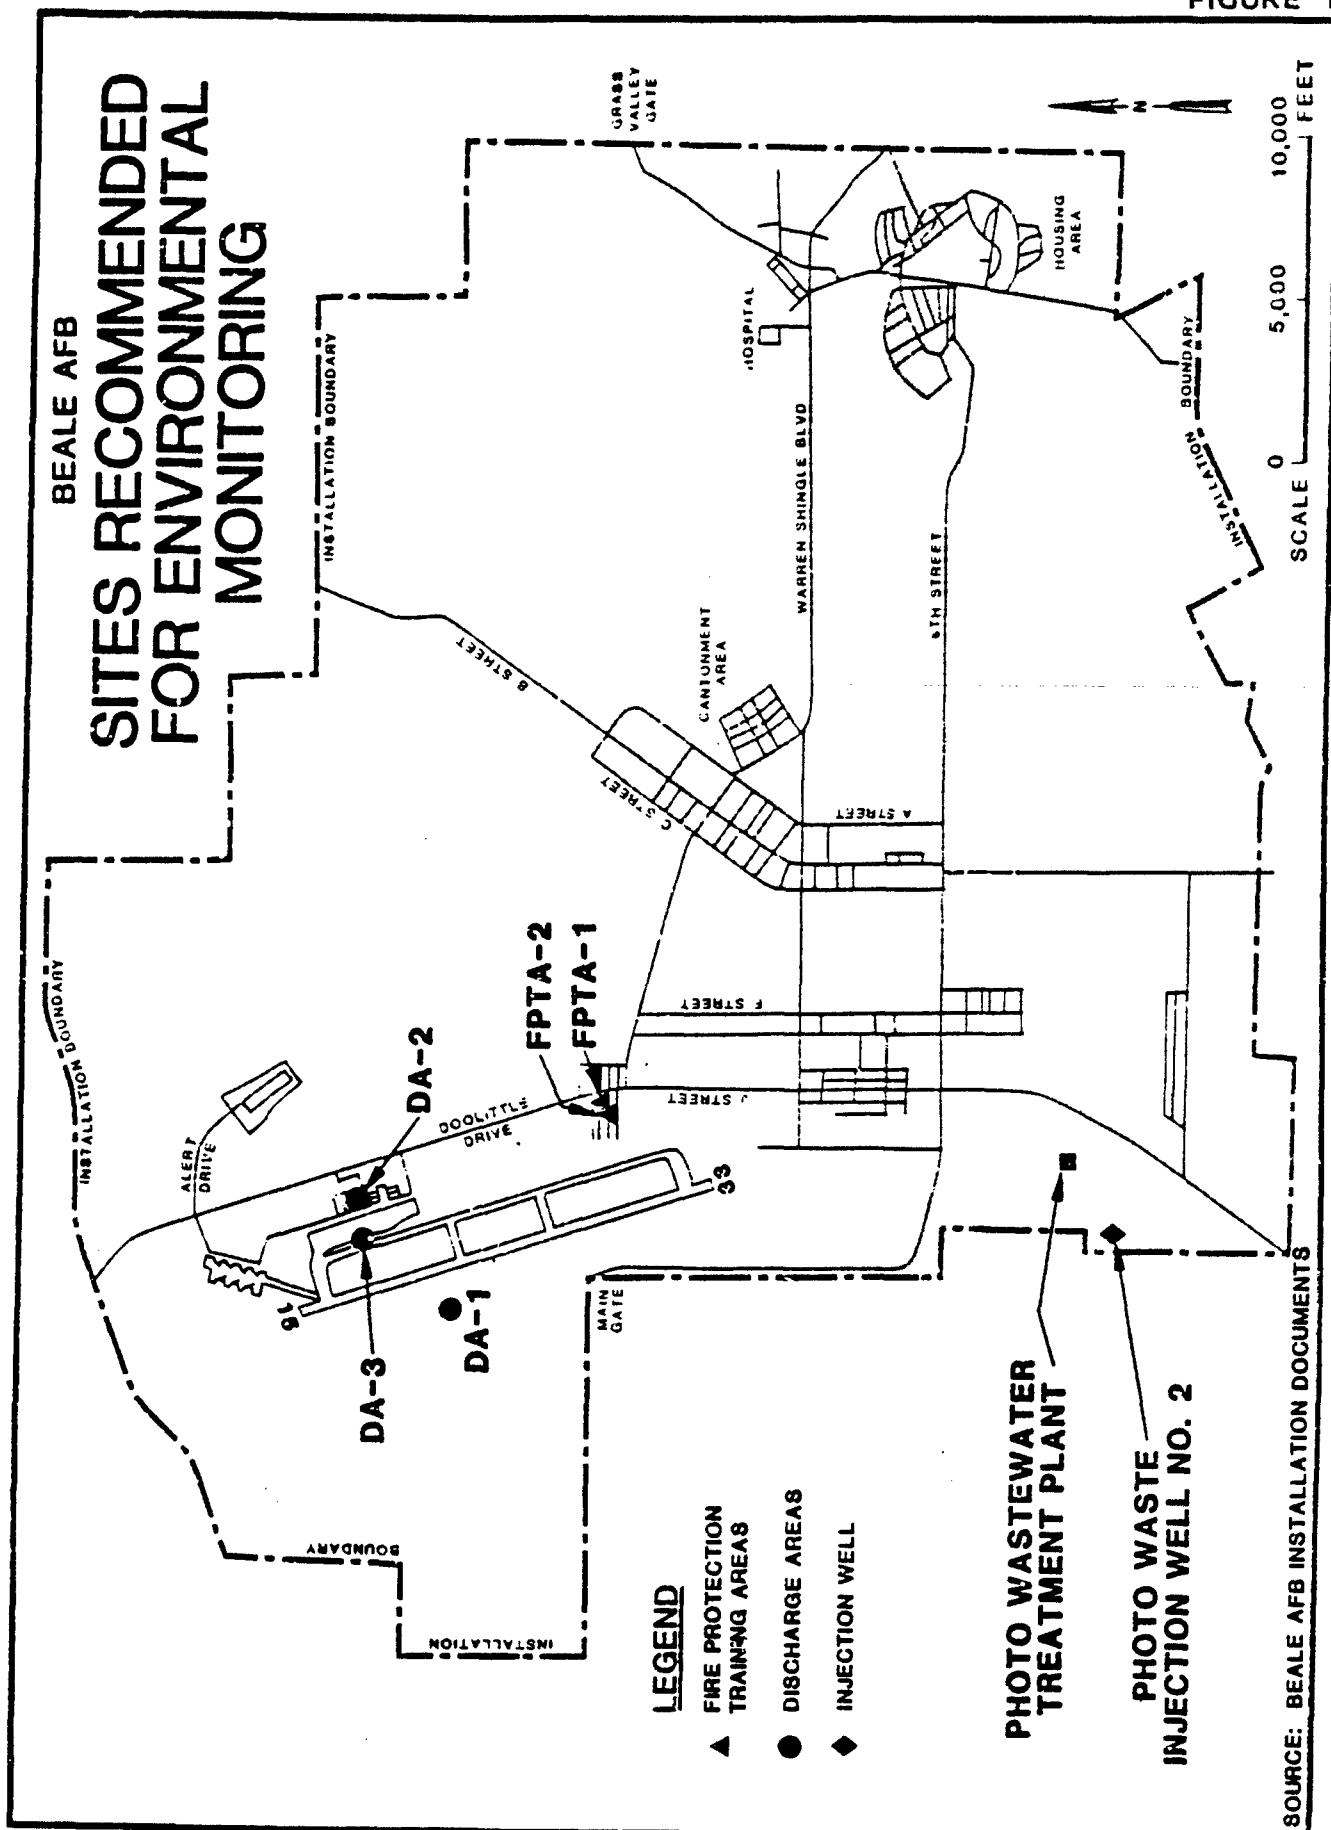 FIGURE
BEALE AFB
SITES RECOMMENDED
FOR ENVIRONMENTAL
MONITORING
INSTALLATION BOUNDARY
INSTALLATION BOUNDARY
ALERT
DRIVE
DA-2
DOOLITTLE
DRIVE
FPTA-2
FPTA-1
DA-3
DA-1
15
33
MAIN
GATE
BOUNDARY
INSTALLATION
B STREET
C STREET
CANTONMENT
AREA
A STREET
F STREET
J STREET
WARREN SHINGLE BLVD
6TH STREET
HOSPITAL
GRASS
VALLEY
GATE
HOUSING
AREA
INSTALLATION
BOUNDARY
N
LEGEND
FIRE PROTECTION
TRAINING AREAS
DISCHARGE AREAS
INJECTION WELL
PHOTO WASTEWATER
TREATMENT PLANT
PHOTO WASTE
INJECTION WELL NO. 2
0 5,000 10,000
SCALE FEET
SOURCE: BEALE AFB INSTALLATION DOCUMENTS